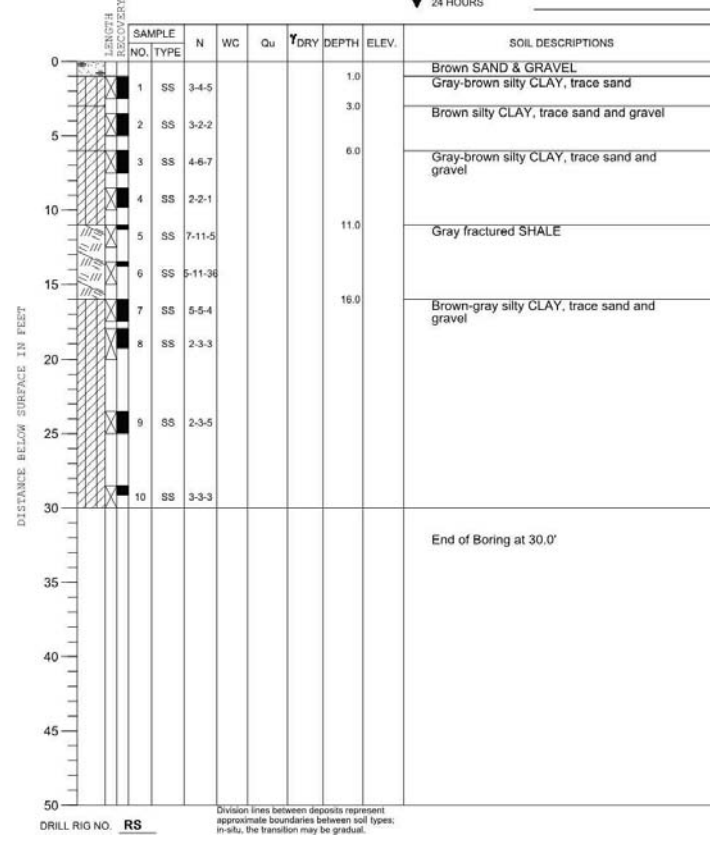 24 HOURS
LENGTH
RECOVERY
SAMPLE
NO. TYPE N WC Qu γDRY DEPTH ELEV. SOIL DESCRIPTIONS
0
Brown SAND & GRAVEL
1.0
1 SS 3-4-5 Gray-brown silty CLAY, trace sand
3.0
2 SS 3-2-2 Brown silty CLAY, trace sand and gravel
5
6.0
3 SS 4-6-7 Gray-brown silty CLAY, trace sand and
gravel
4 SS 2-2-1
10
11.0
5 SS 7-11-5 Gray fractured SHALE
6 SS 5-11-36
15
16.0
7 SS 5-5-4 Brown-gray silty CLAY, trace sand and
gravel
8 SS 2-3-3
20
9 SS 2-3-5
25
10 SS 3-3-3
30
End of Boring at 30.0'
35
40
45
50
DISTANCE BELOW SURFACE IN FEET
DRILL RIG NO. RS
Division lines between deposits represent
approximate boundaries between soil types;
in-situ, the transition may be gradual.